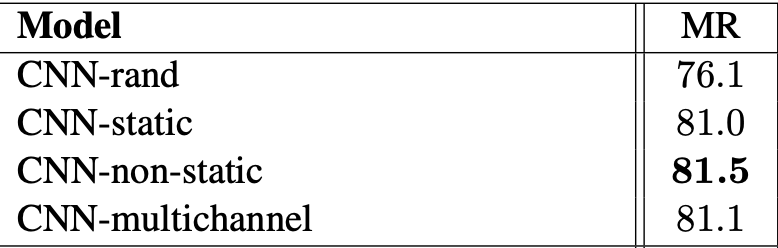 Model MR
CNN-rand 76.1
CNN-static 81.0
CNN-non-static 81.5
CNN-multichannel 81.1